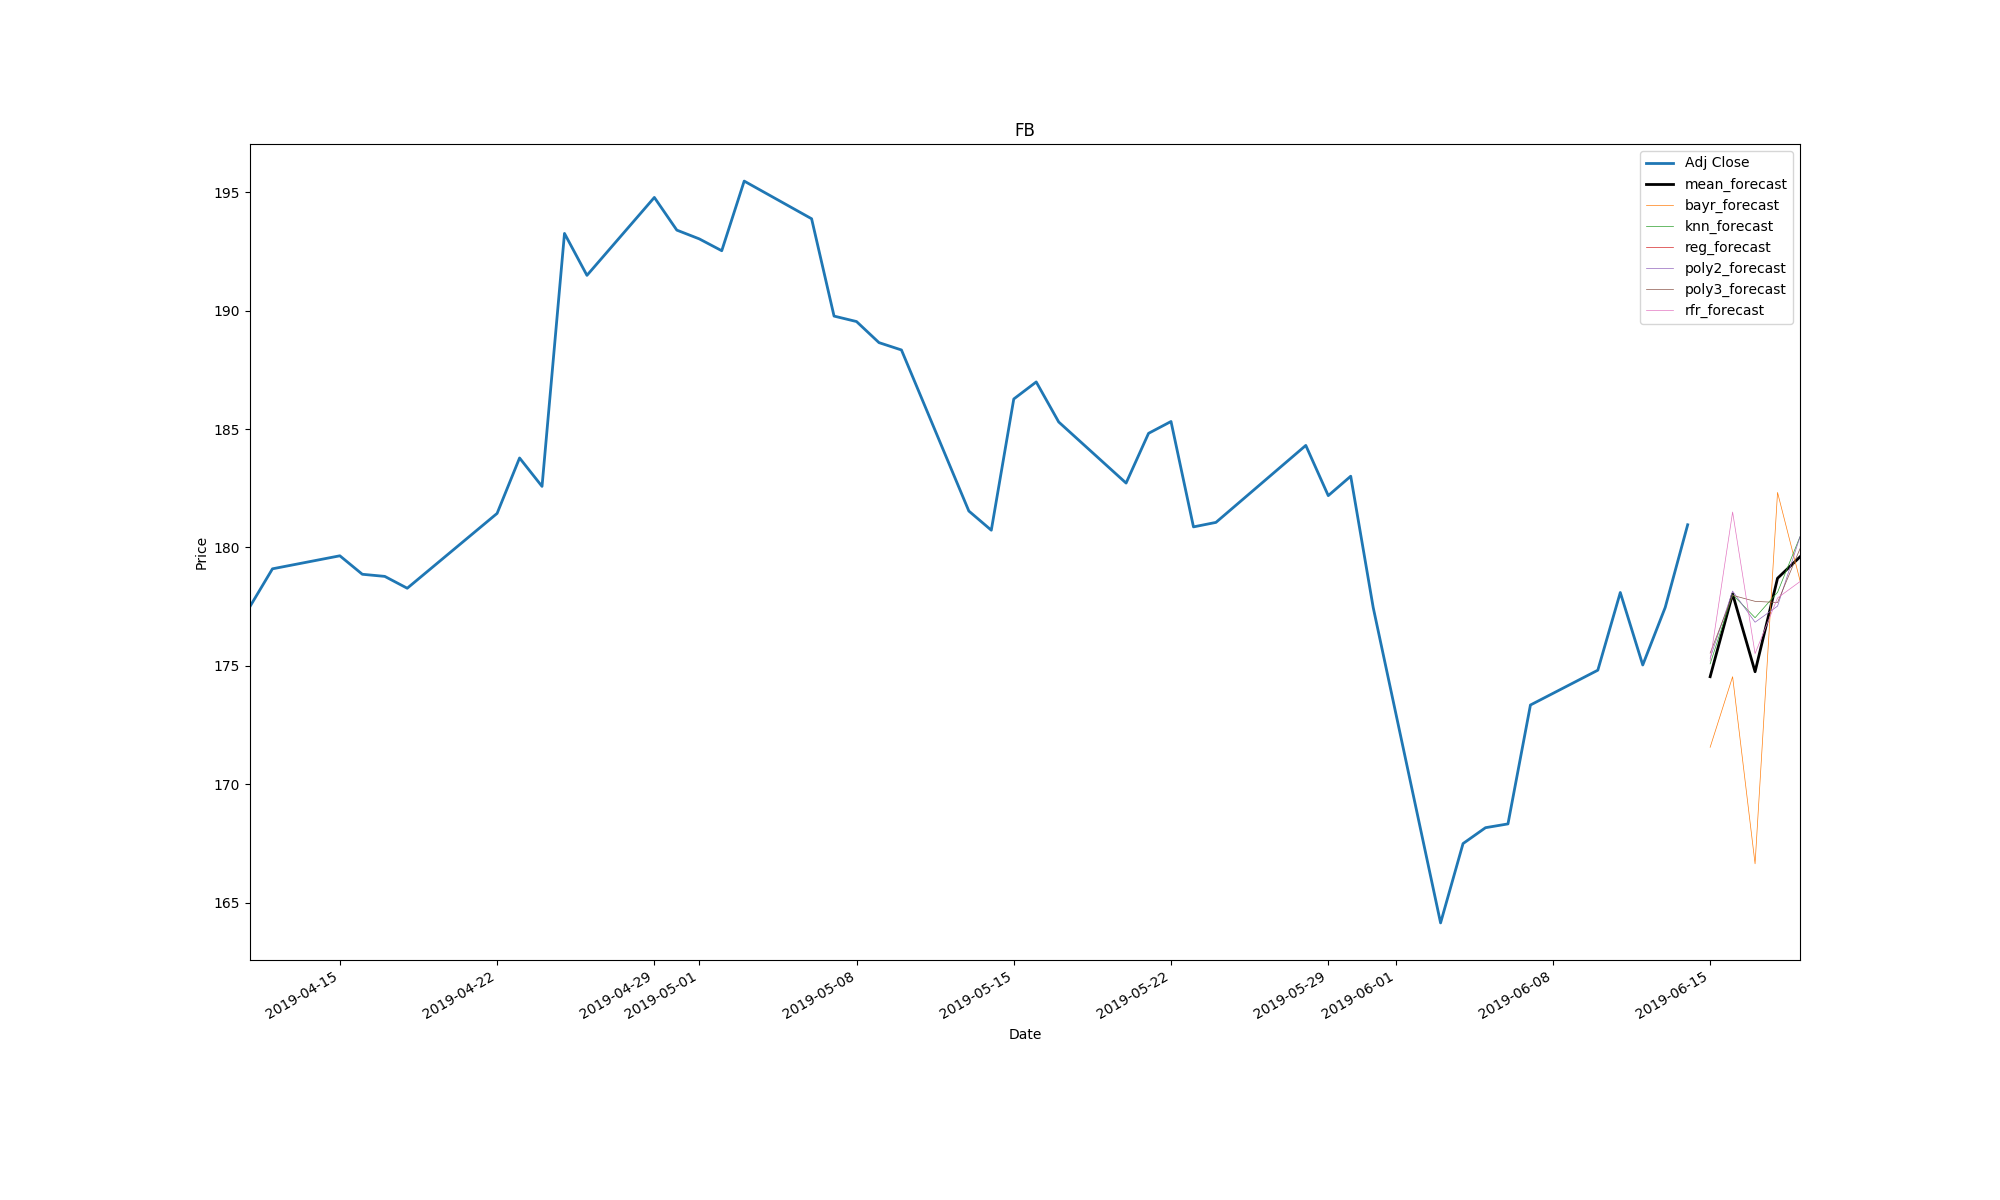 FB
Adj Close
mean_forecast
bayr_forecast
knn_forecast
reg_forecast
poly2_forecast
poly3_forecast
rfr_forecast
195
190
185
180
175
170
165
Price
2019-04-15
2019-04-22
2019-04-29
2019-05-01
2019-05-08
2019-05-15
2019-05-22
2019-05-29
2019-06-01
2019-06-08
2019-06-15
Date